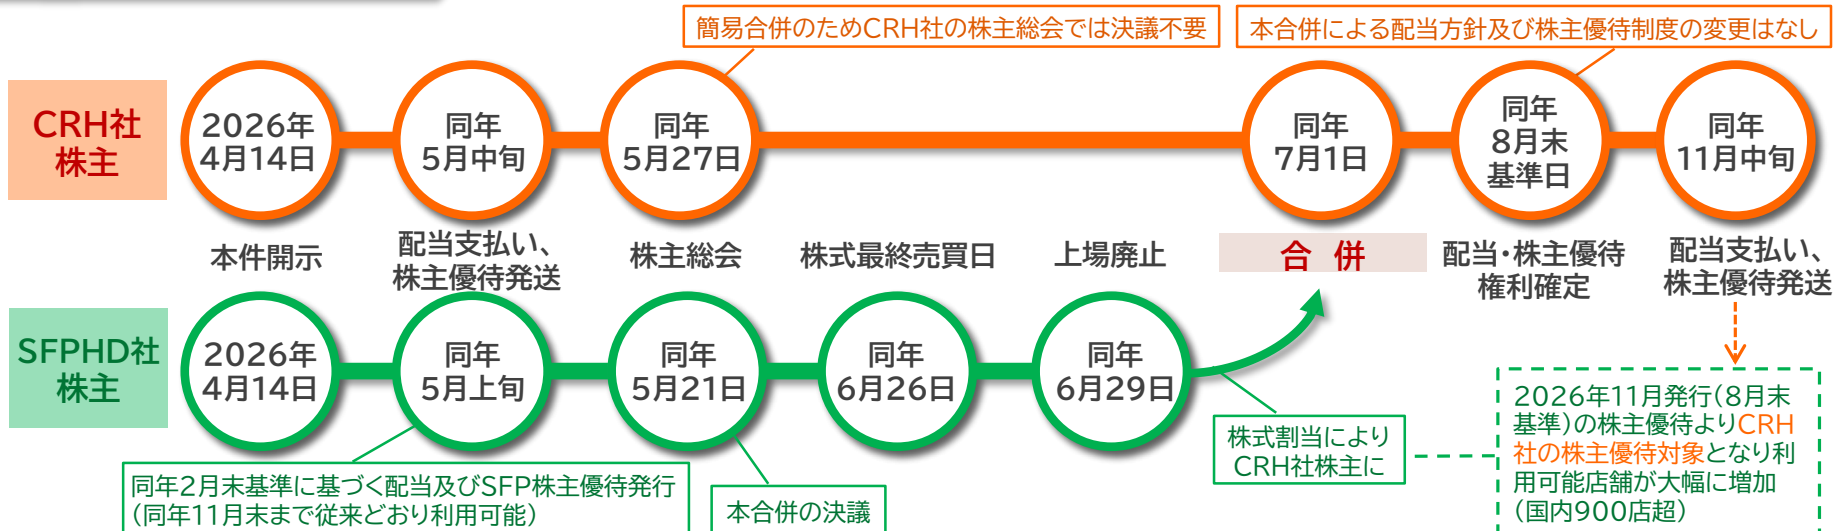 簡易合併のためCRH社の株主総会では決議不要
本合併による配当方針及び株主優待制度の変更はなし
CRH社
株主
2026年
4月14日
同年
5月中旬
同年
5月27日
同年
7月1日
同年
8月末
基準日
同年
11月中旬
本件開示
配当支払い、
株主優待発送
株主総会
株式最終売買日
上場廃止
合 併
配当・株主優待
権利確定
配当支払い、
株主優待発送
SFPHD社
株主
2026年
4月14日
同年
5月上旬
同年
5月21日
同年
6月26日
同年
6月29日
同年2月末基準に基づく配当及びSFP株主優待発行
（同年11月末まで従来どおり利用可能）
本合併の決議
株式割当により
CRH社株主に
2026年11月発行（8月末
基準）の株主優待よりCRH
社の株主優待対象となり利
用可能店舗が大幅に増加
（国内900店超）